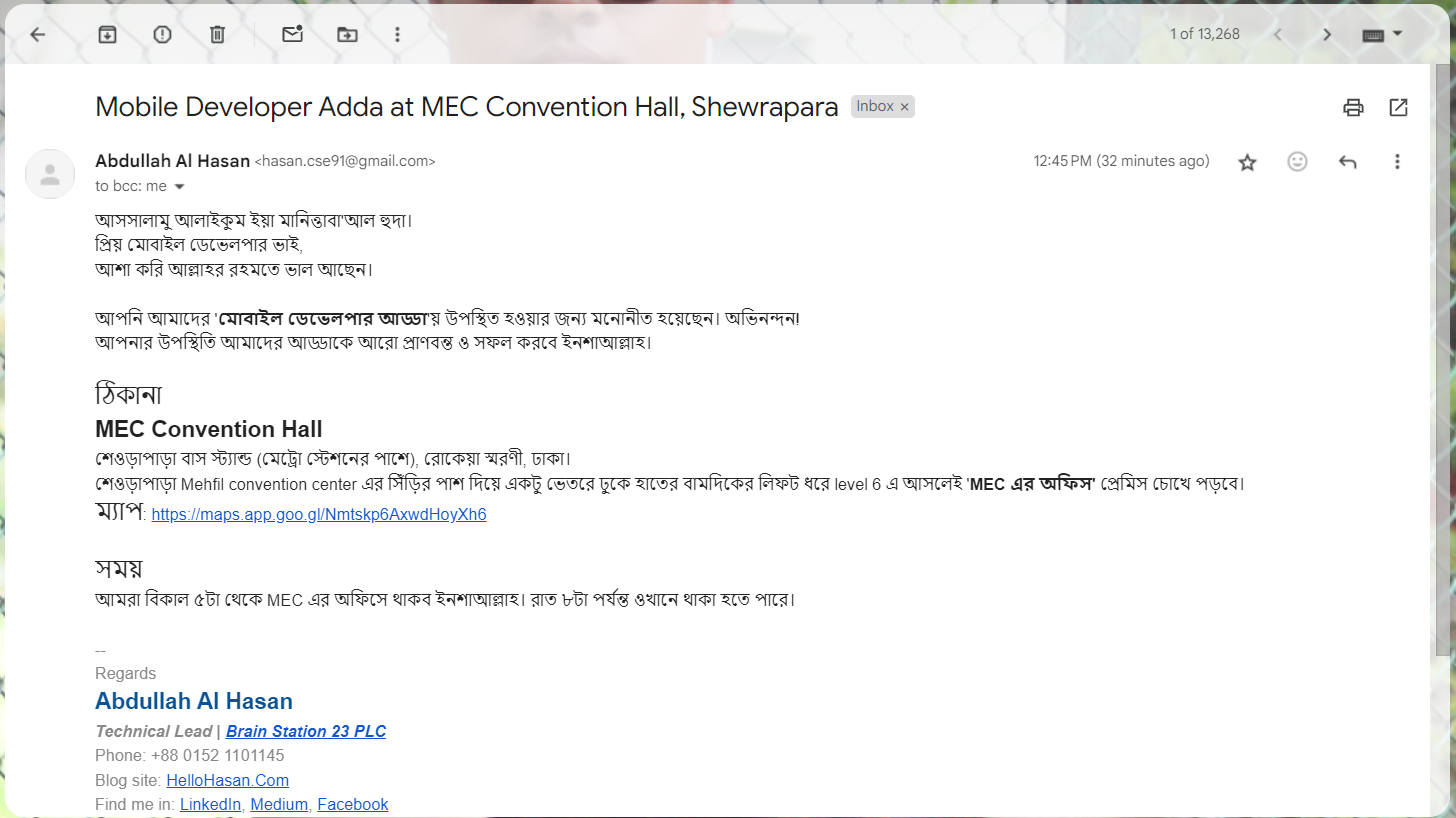 1 of 13,268
Mobile Developer Adda at MEC Convention Hall, Shewrapara Inbox ×
Abdullah Al Hasan <hasan.cse91@gmail.com> 12:45 PM (32 minutes ago)
to bcc: me
আসসালামু আলাইকুম ইয়া মানিত্তাবা'আল হুদা।
প্রিয় মোবাইল ডেভেলপার ভাই,
আশা করি আল্লাহর রহমতে ভাল আছেন।
আপনি আমাদের 'মোবাইল ডেভেলপার আড্ডা'য় উপস্থিত হওয়ার জন্য মনোনীত হয়েছেন। অভিনন্দন!
আপনার উপস্থিতি আমাদের আড্ডাকে আরো প্রাণবন্ত ও সফল করবে ইনশাআল্লাহ।
ঠিকানা
MEC Convention Hall
শেওড়াপাড়া বাস স্ট্যান্ড (মেট্রো স্টেশনের পাশে), রোকেয়া স্মরণী, ঢাকা।
শেওড়াপাড়া Mehfil convention center এর সিঁড়ির পাশ দিয়ে একটু ভেতরে ঢুকে হাতের বামদিকের লিফট ধরে level 6 এ আসলেই 'MEC এর অফিস' প্রেমিস চোখে পড়বে।
ম্যাপ: https://maps.app.goo.gl/Nmtskp6AxwdHoyXh6
সময়
আমরা বিকাল ৫টা থেকে MEC এর অফিসে থাকব ইনশাআল্লাহ। রাত ৮টা পর্যন্ত ওখানে থাকা হতে পারে।
--
Regards
Abdullah Al Hasan
Technical Lead | Brain Station 23 PLC
Phone: +88 0152 1101145
Blog site: HelloHasan.Com
Find me in: LinkedIn, Medium, Facebook